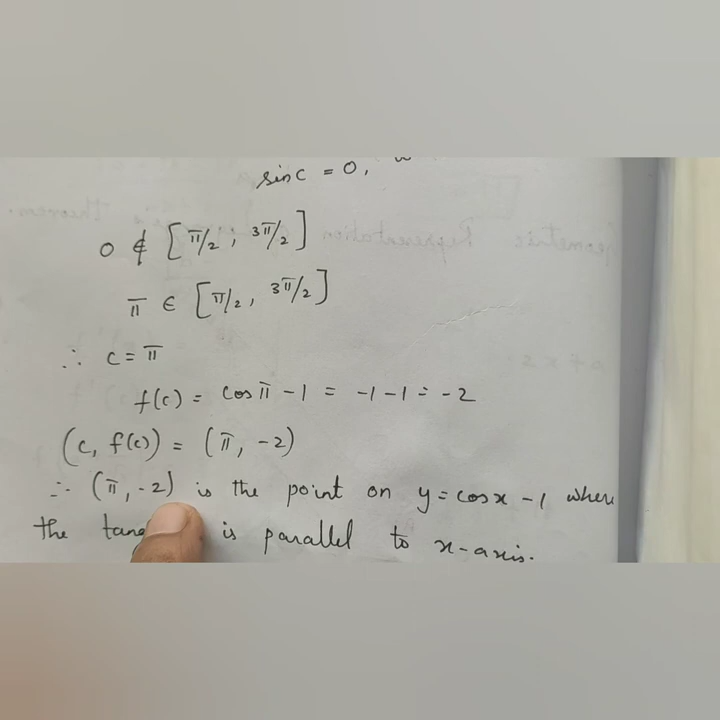 sin c = 0,
0 ∉ [π/2, 3π/2]
π ∈ [π/2, 3π/2]
∴ c = π
f(c) = cos π - 1 = -1 - 1 = -2
(c, f(c)) = (π, -2)
∴ (π, -2) is the point on y = cos x - 1 where
the is parallel to x-axis.